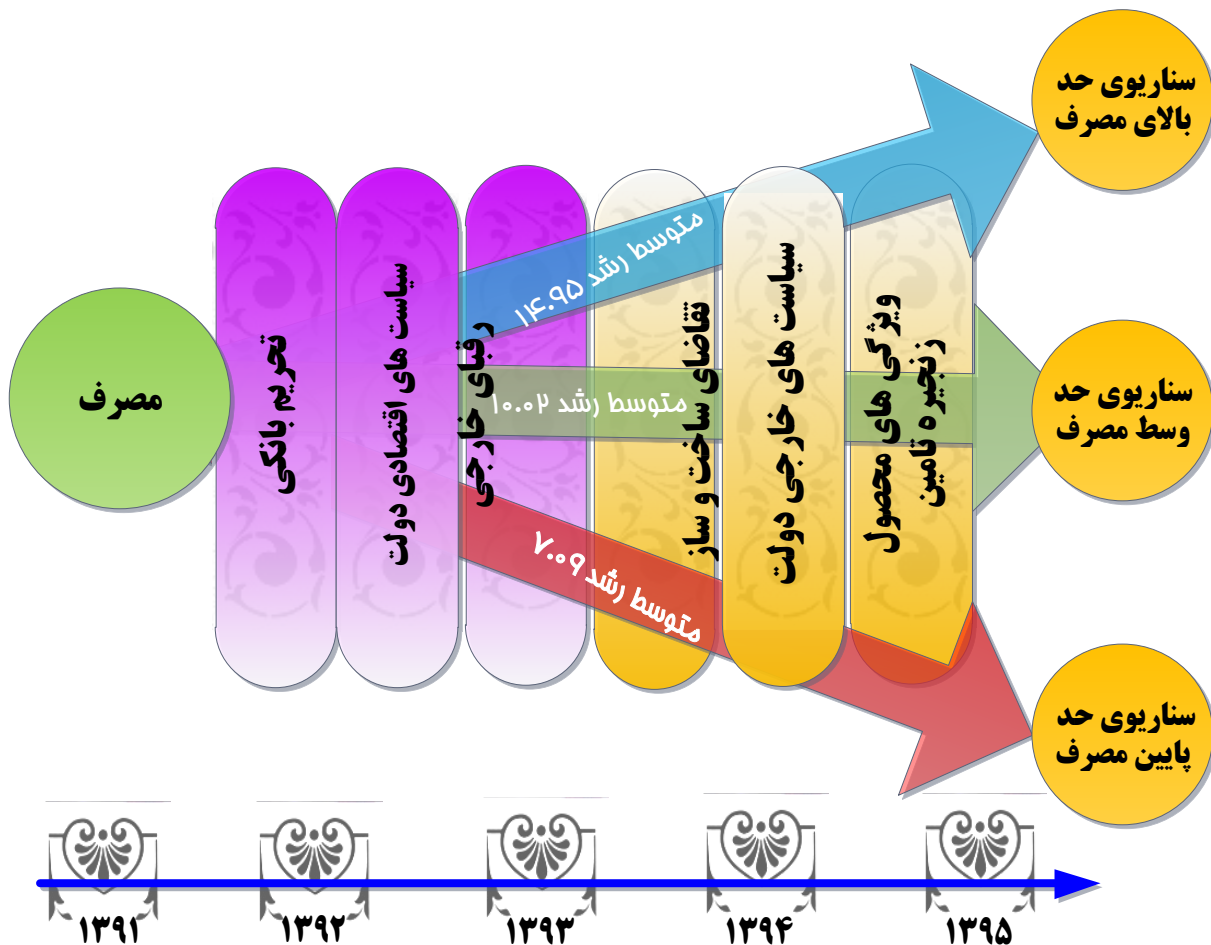 سناریوی حد
بالای مصرف
متوسط رشد ۱۴.۹۵
مصرف
تحریم بانکی
سیاست های اقتصادی دولت
رقبای خارجی
تقاضای ساخت و ساز
سیاست های خارجی دولت
ویژگی های محصول
زنجیره تامین
متوسط رشد ۱۰.۰۲
سناریوی حد
وسط مصرف
متوسط رشد ۷.۰۹
سناریوی حد
پایین مصرف
۱۳۹۱
۱۳۹۲
۱۳۹۳
۱۳۹۴
۱۳۹۵